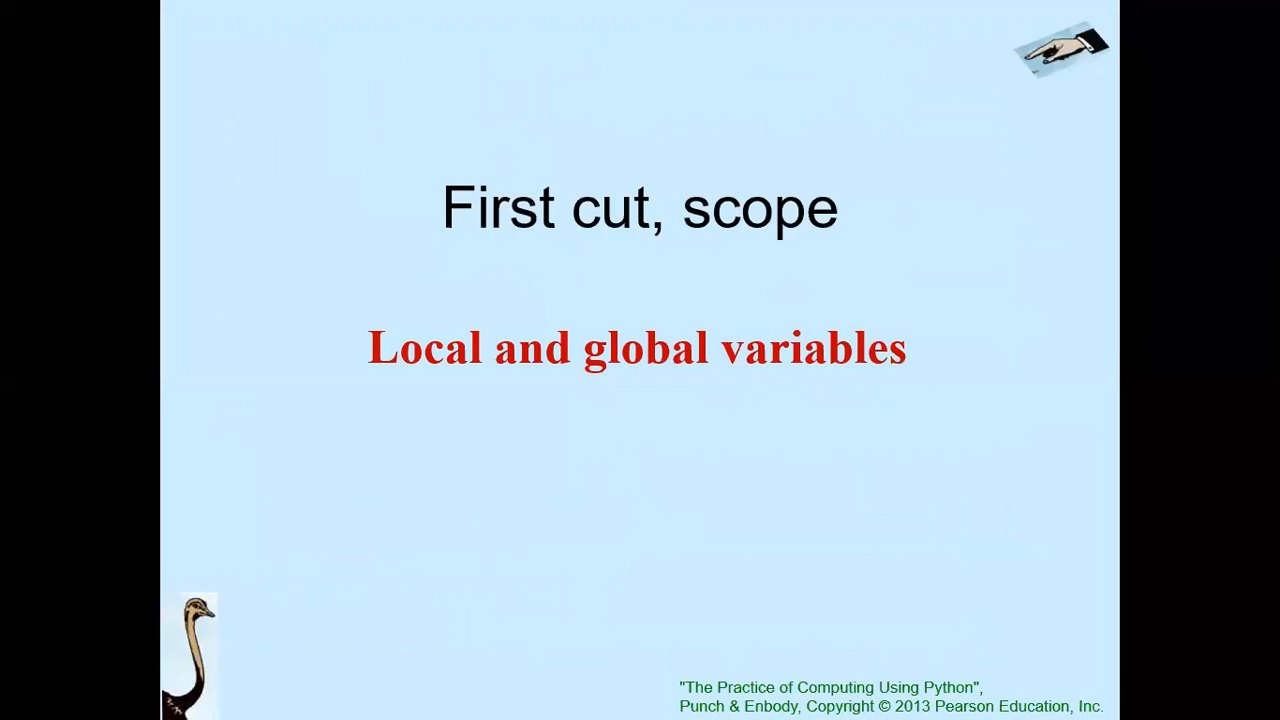 First cut, scope
Local and global variables
"The Practice of Computing Using Python",
Punch & Enbody, Copyright © 2013 Pearson Education, Inc.